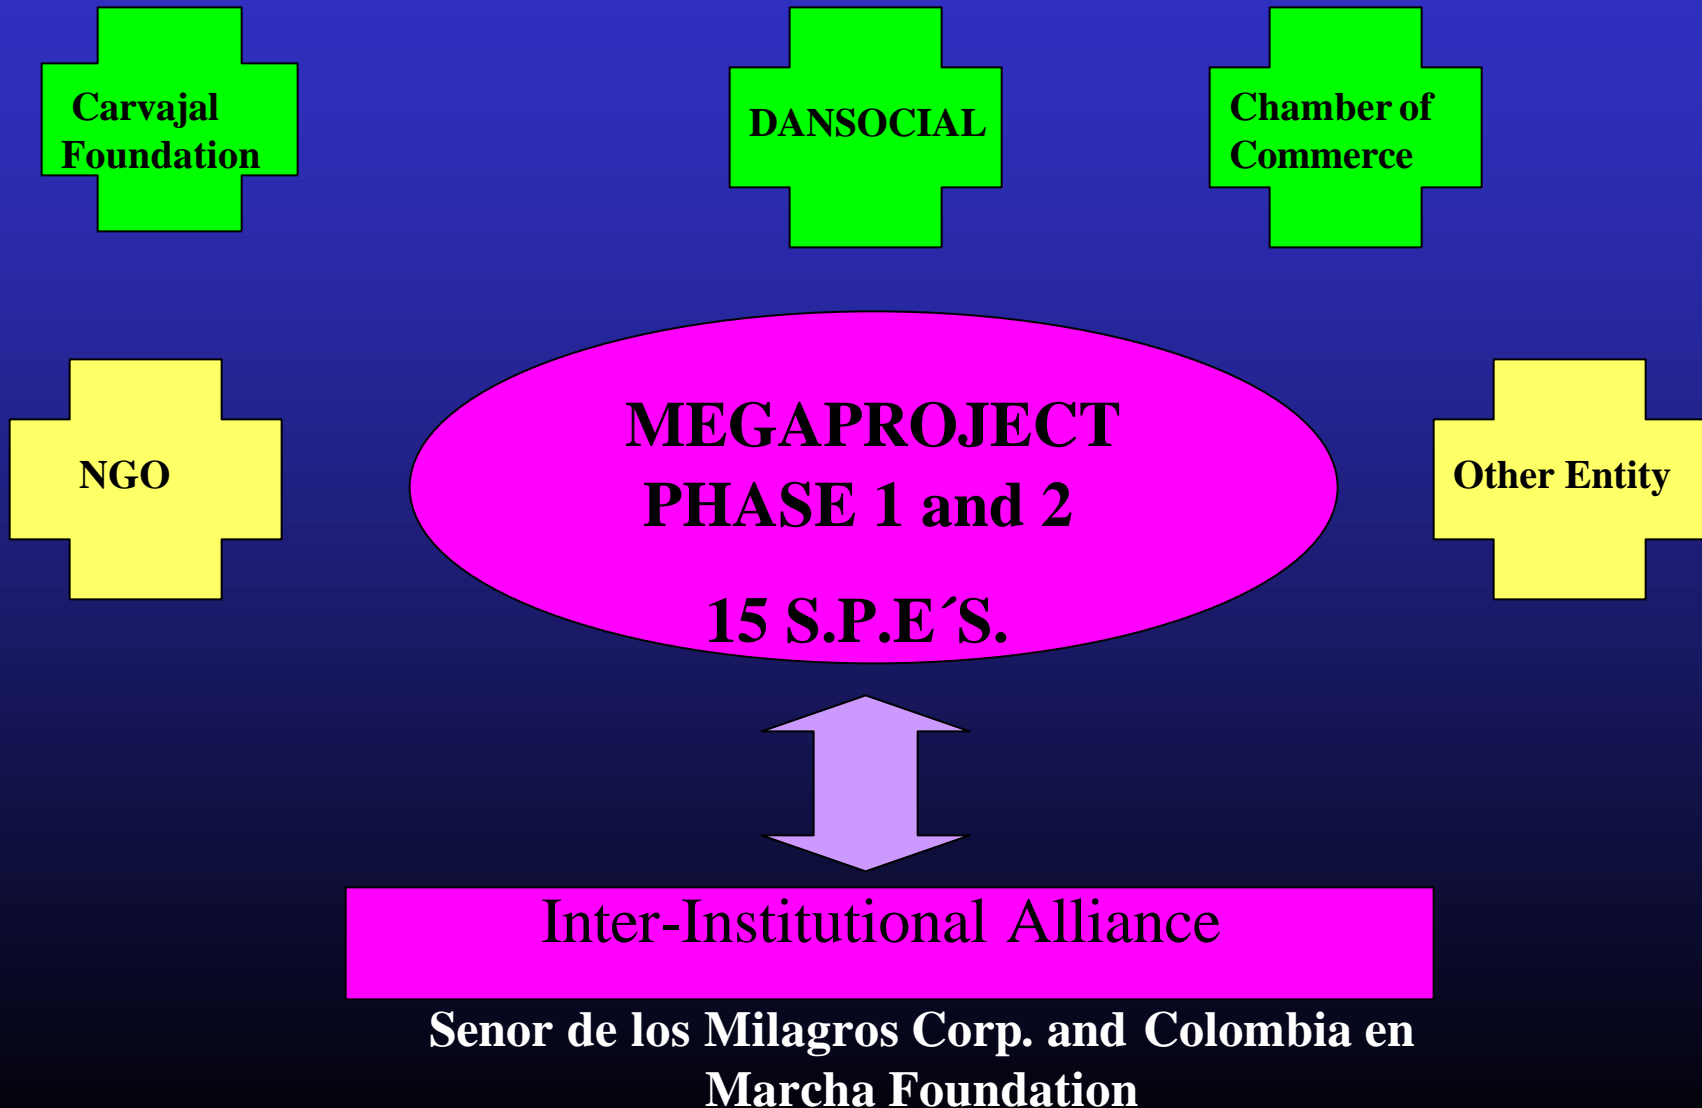 Carvajal
Foundation
DANSOCIAL
Chamber of
Commerce
NGO
MEGAPROJECT
PHASE 1 and 2
15 S.P.E´S.
Other Entity
Inter-Institutional Alliance
Senor de los Milagros Corp. and Colombia en
Marcha Foundation